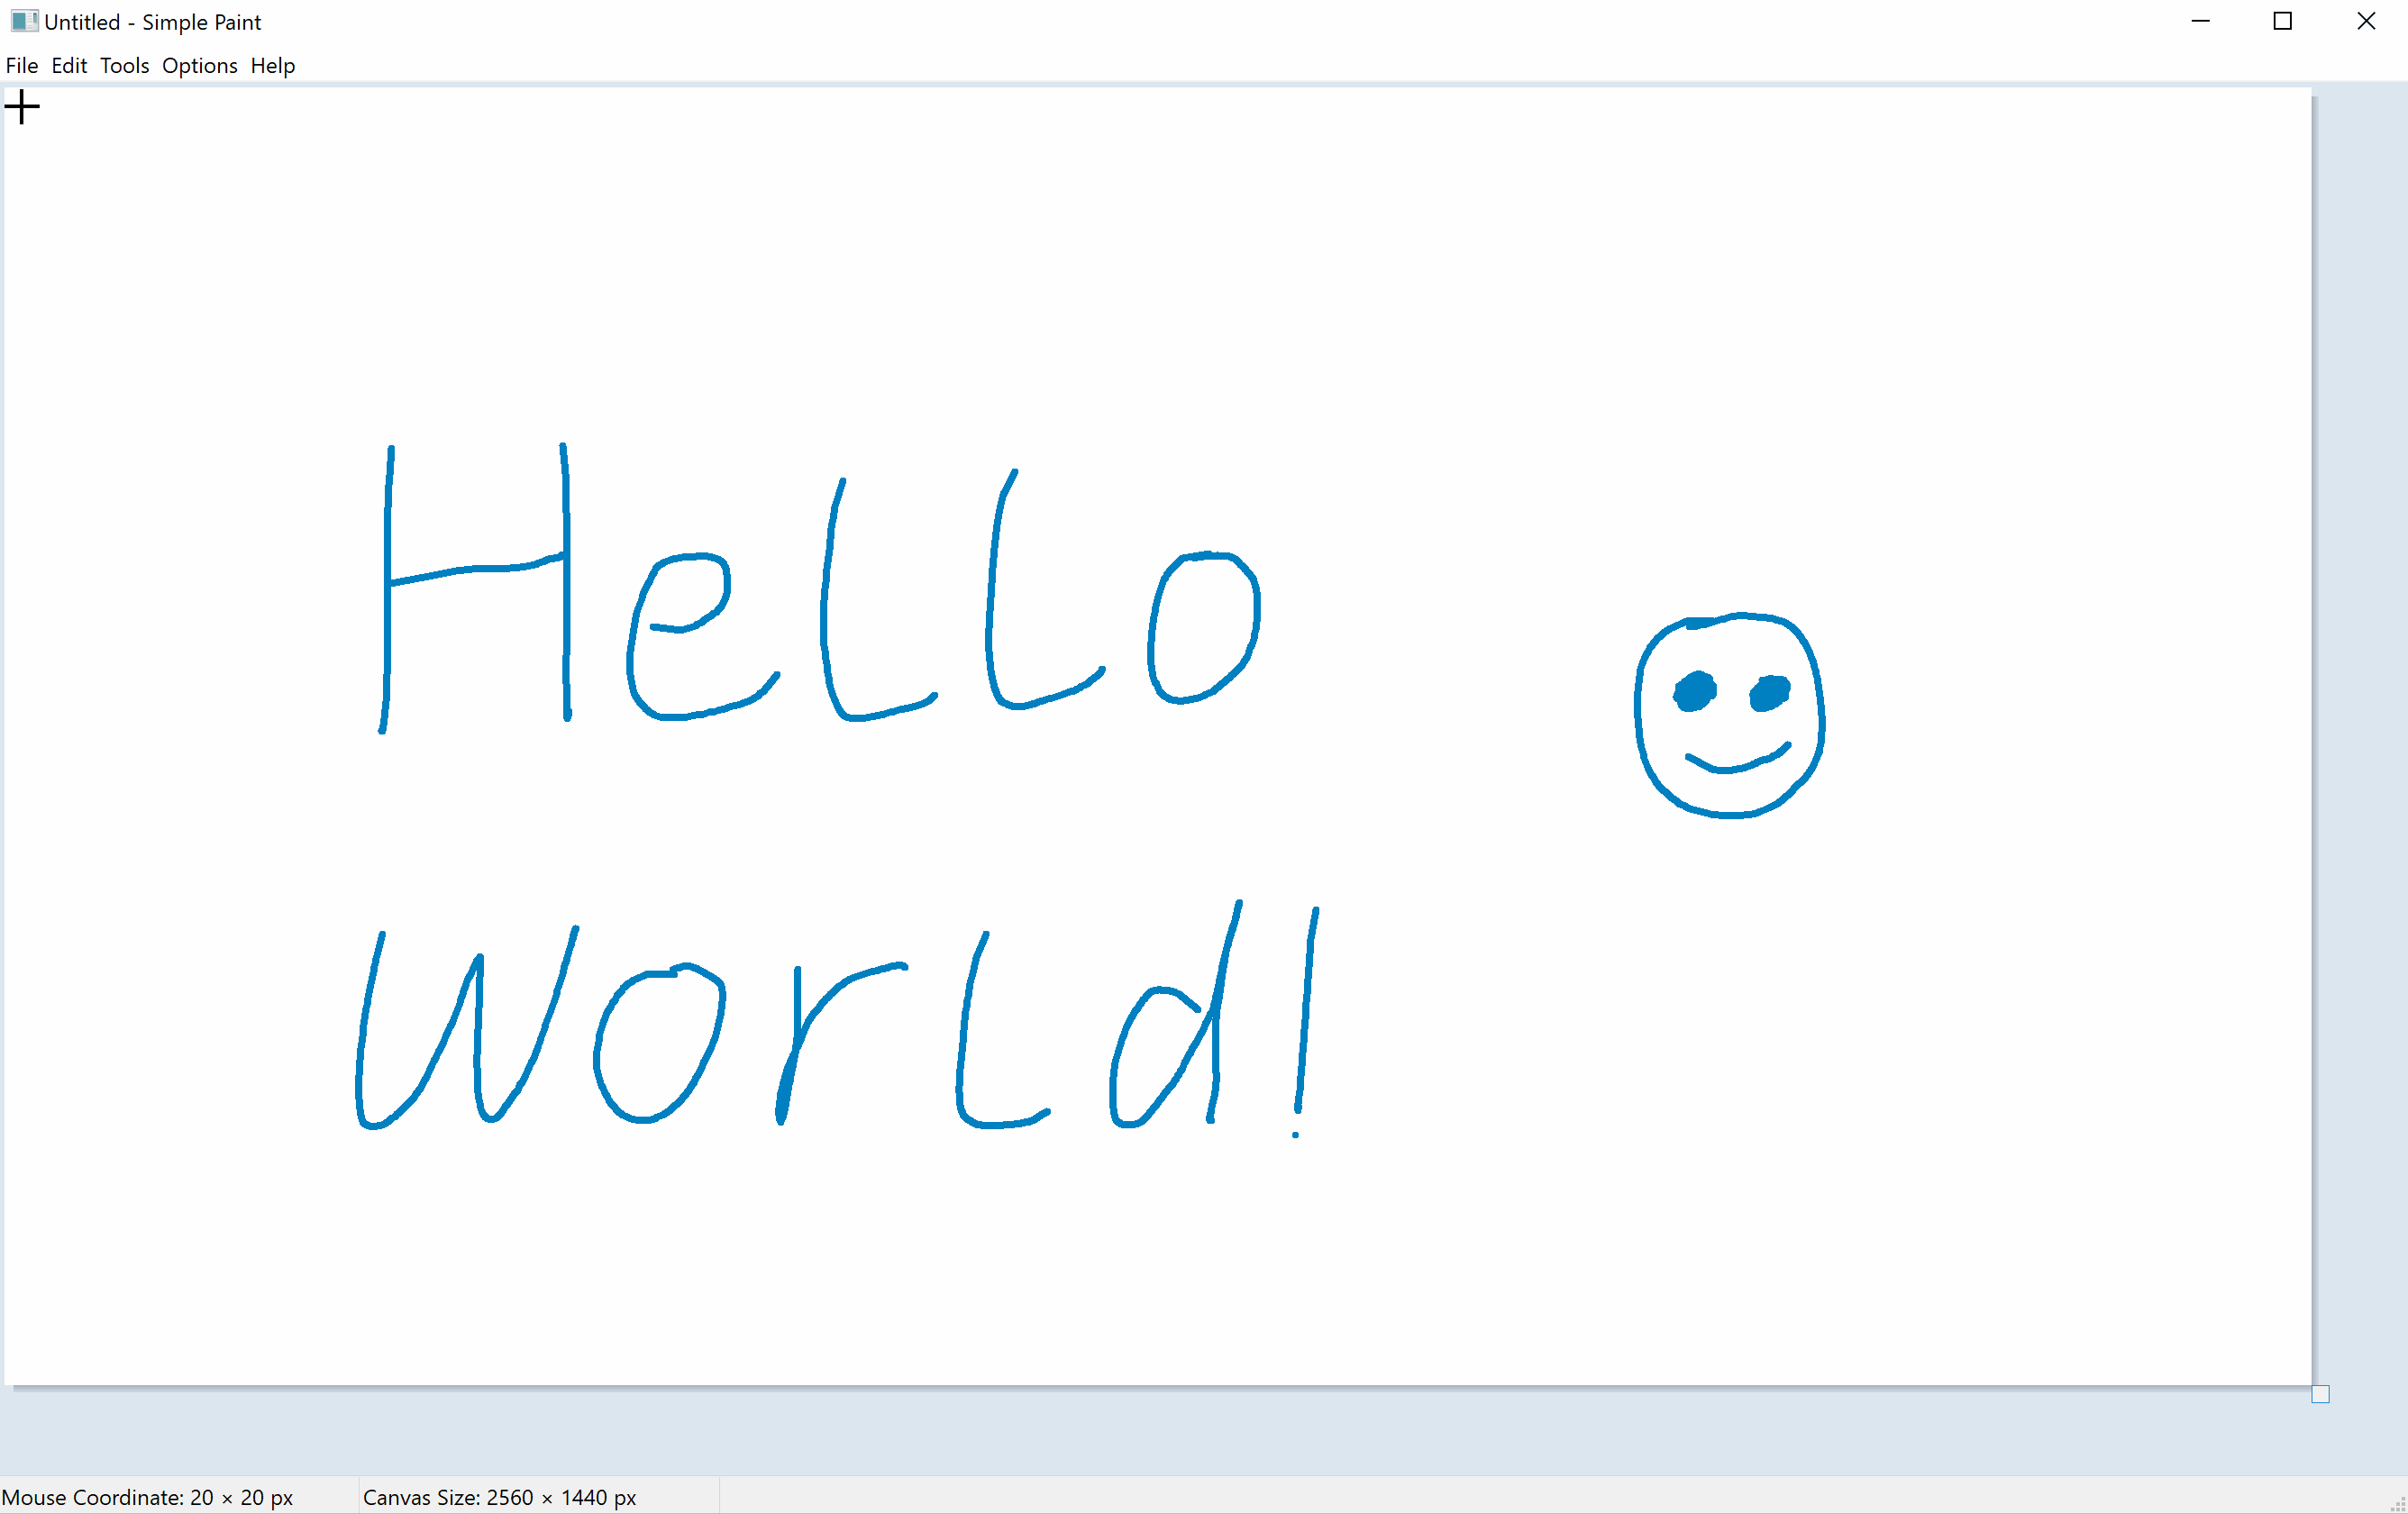 Untitled - Simple Paint
File Edit Tools Options Help
Hello
World!
Mouse Coordinate: 20 × 20 px
Canvas Size: 2560 × 1440 px